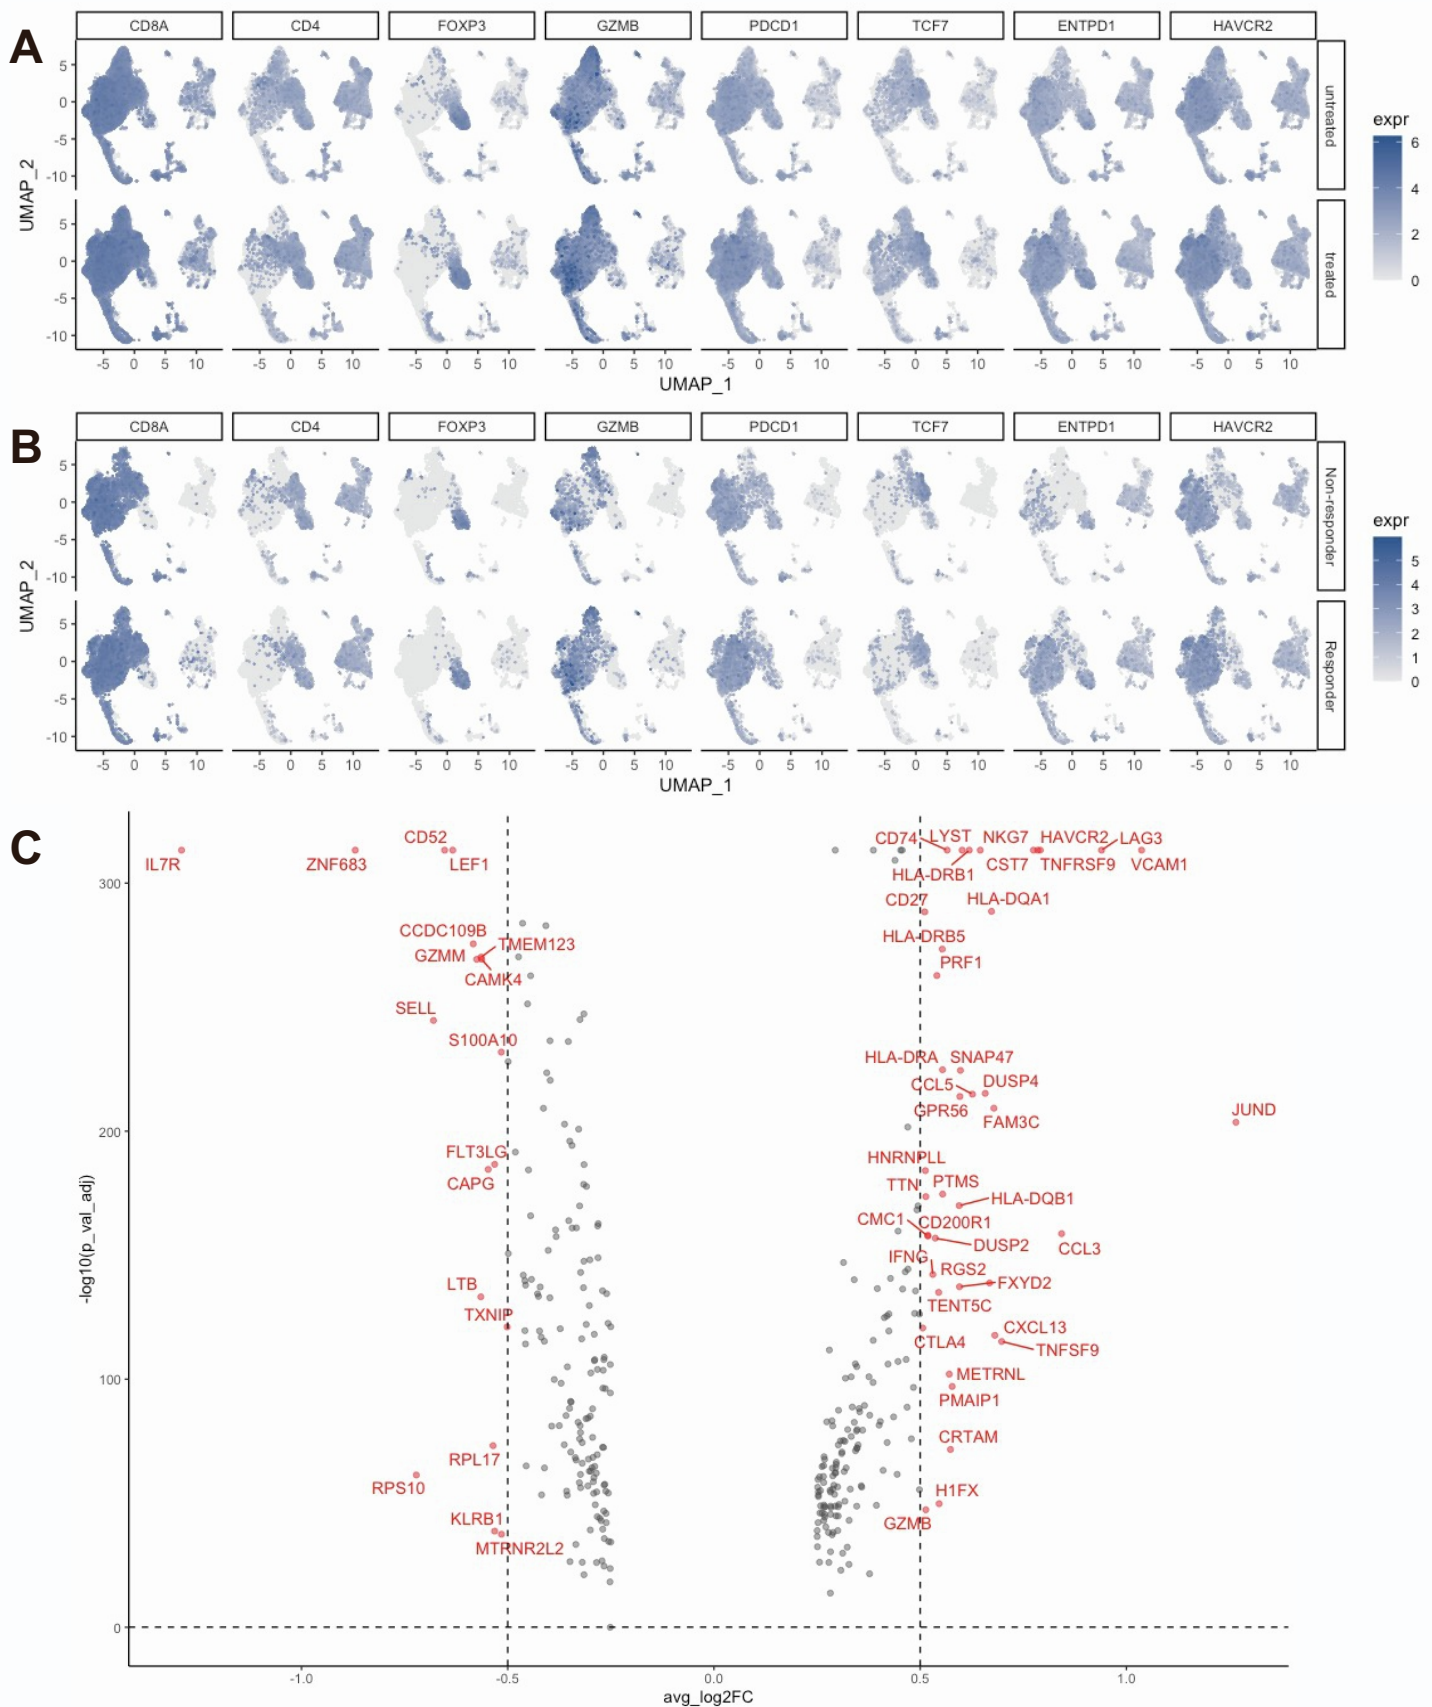 A
CD8A CD4 FOXP3 GZMB PDCD1 TCF7 ENTPD1 HAVCR2
5
0
-5
-10
untreated
5
0
-5
-10
treated
UMAP_2
-5 0 5 10 -5 0 5 10 -5 0 5 10 -5 0 5 10 -5 0 5 10 -5 0 5 10 -5 0 5 10 -5 0 5 10
UMAP_1
expr
6
4
2
0
B
CD8A CD4 FOXP3 GZMB PDCD1 TCF7 ENTPD1 HAVCR2
5
0
-5
-10
Non-responder
5
0
-5
-10
Responder
UMAP_2
-5 0 5 10 -5 0 5 10 -5 0 5 10 -5 0 5 10 -5 0 5 10 -5 0 5 10 -5 0 5 10 -5 0 5 10
UMAP_1
expr
5
4
3
2
1
0
C
CD52 CD74 LYST NKG7 HAVCR2 LAG3
IL7R ZNF683 LEF1 HLA-DRB1 CST7 TNFRSF9 VCAM1
300
CD27 HLA-DQA1
CCDC109B TMEM123 HLA-DRB5
GZMM PRF1
CAMK4
SELL
S100A10
HLA-DRA SNAP47
CCL5 DUSP4
GPR56 FAM3C JUND
200
FLT3LG HNRNPLL
CAPG TTN PTMS
HLA-DQB1
CMC1 CD200R1
DUSP2 CCL3
IFNG RGS2
LTB FXYD2
TENT5C
TXNIP CXCL13
CTLA4 TNFSF9
100
METRNL
PMAIP1
CRTAM
RPL17
RPS10 H1FX
KLRB1 GZMB
MTRNR2L2
0
-log10(p_val_adj)
-1.0 -0.5 0.0 0.5 1.0
avg_log2FC